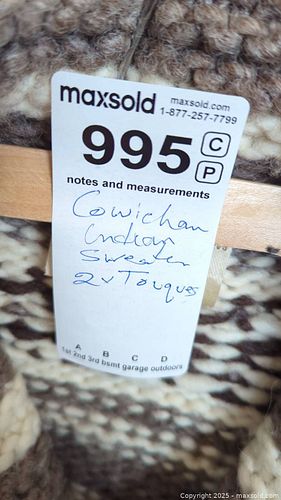 maxsold maxsold.com
1-877-257-7799
995 C
P
notes and measurements
Cowichan
Indian
Sweater
2x Touques
A B C D
1st 2nd 3rd bsmt garage outdoors
Copyright 2025 - maxsold.com